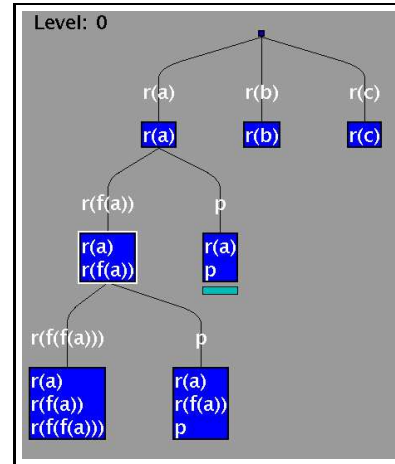 Level: 0
r(a) r(b) r(c)
r(a) r(b) r(c)
r(f(a)) p
r(a) r(a)
r(f(a)) p
r(f(f(a))) p
r(a) r(a)
r(f(a)) r(f(a))
r(f(f(a))) p